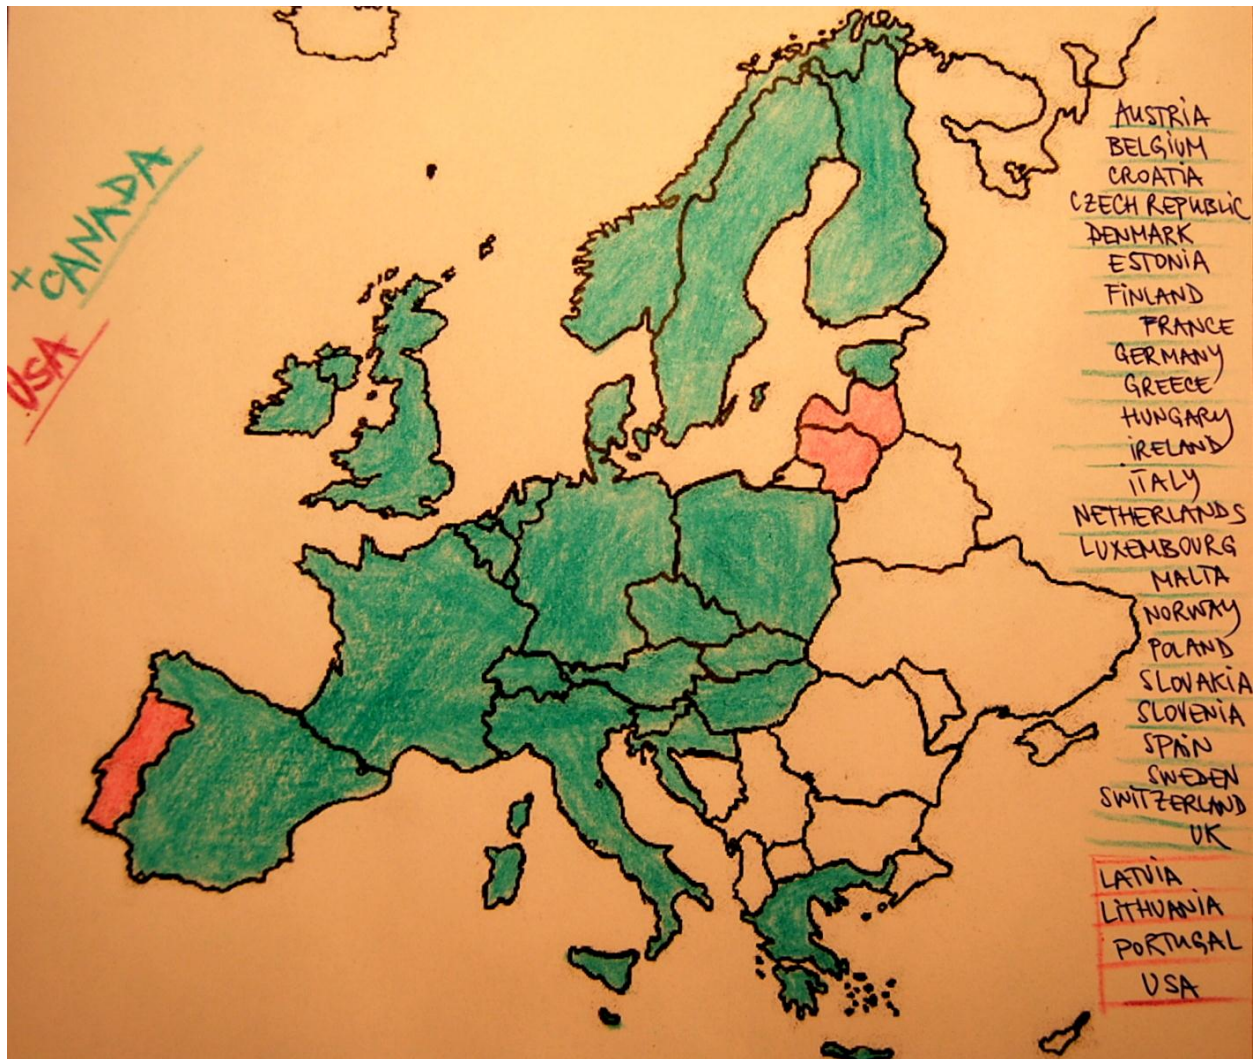 + CANADA
USA
AUSTRIA
BELGIUM
CROATIA
CZECH REPUBLIC
DENMARK
ESTONIA
FINLAND
FRANCE
GERMANY
GREECE
HUNGARY
IRELAND
ITALY
NETHERLANDS
LUXEMBOURG
MALTA
NORWAY
POLAND
SLOVAKIA
SLOVENIA
SPAIN
SWEDEN
SWITZERLAND
UK
LATVIA
LITHUANIA
PORTUGAL
USA